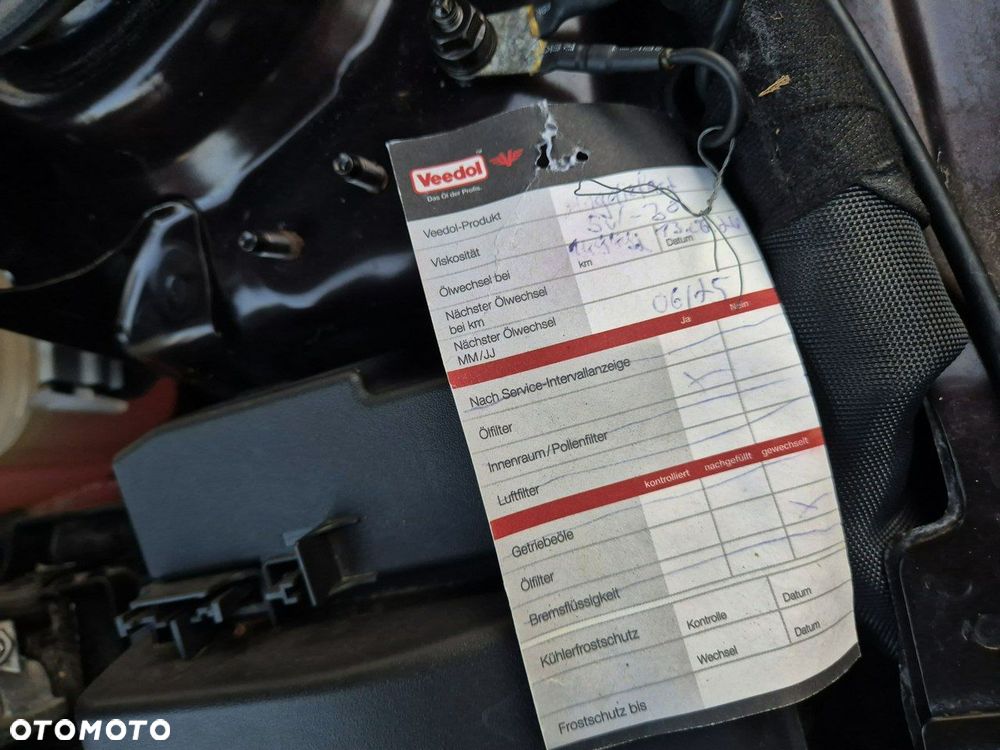 Veedol
Das Öl der Profis.
Veedol-Produkt
Viskosität
Ölwechsel bei
km
Datum
Nächster Ölwechsel
bei km
Nächster Ölwechsel
MM/JJ
06/25
Ja
Nein
Nach Service-Intervallanzeige
Ölfilter
X
Innenraum/Pollenfilter
Luftfilter
kontrolliert
nachgefüllt
gewechselt
Getriebeöle
Ölfilter
X
Bremsflüssigkeit
Kühlerfrostschutz
Kontrolle
Datum
Wechsel
Datum
Frostschutz bis
OTOMOTO